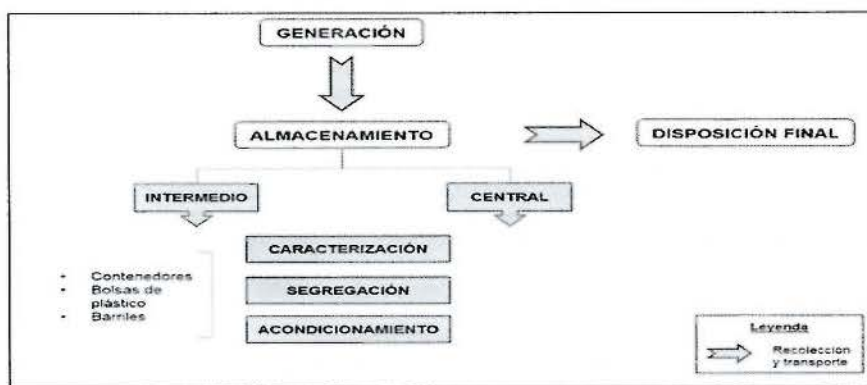 GENERACIÓN
ALMACENAMIENTO
DISPOSICIÓN FINAL
INTERMEDIO
CENTRAL
CARACTERIZACIÓN
SEGREGACIÓN
ACONDICIONAMIENTO
• Contenedores
• Bolsas de
plástico
• Barriles
Leyenda
Recolección
y transporte